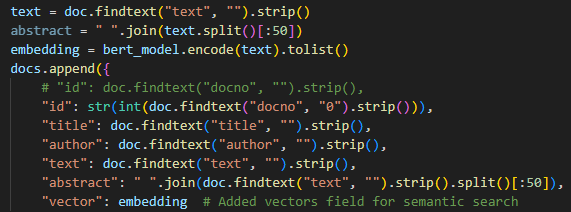 text = doc.findtext("text", "").strip()
abstract = " ".join(text.split()[:50])
embedding = bert_model.encode(text).tolist()
docs.append({
    # "id": doc.findtext("docno", "").strip(),
    "id": str(int(doc.findtext("docno", "0").strip())),
    "title": doc.findtext("title", "").strip(),
    "author": doc.findtext("author", "").strip(),
    "text": doc.findtext("text", "").strip(),
    "abstract": " ".join(doc.findtext("text", "").strip().split()[:50]),
    "vector": embedding  # Added vectors field for semantic search